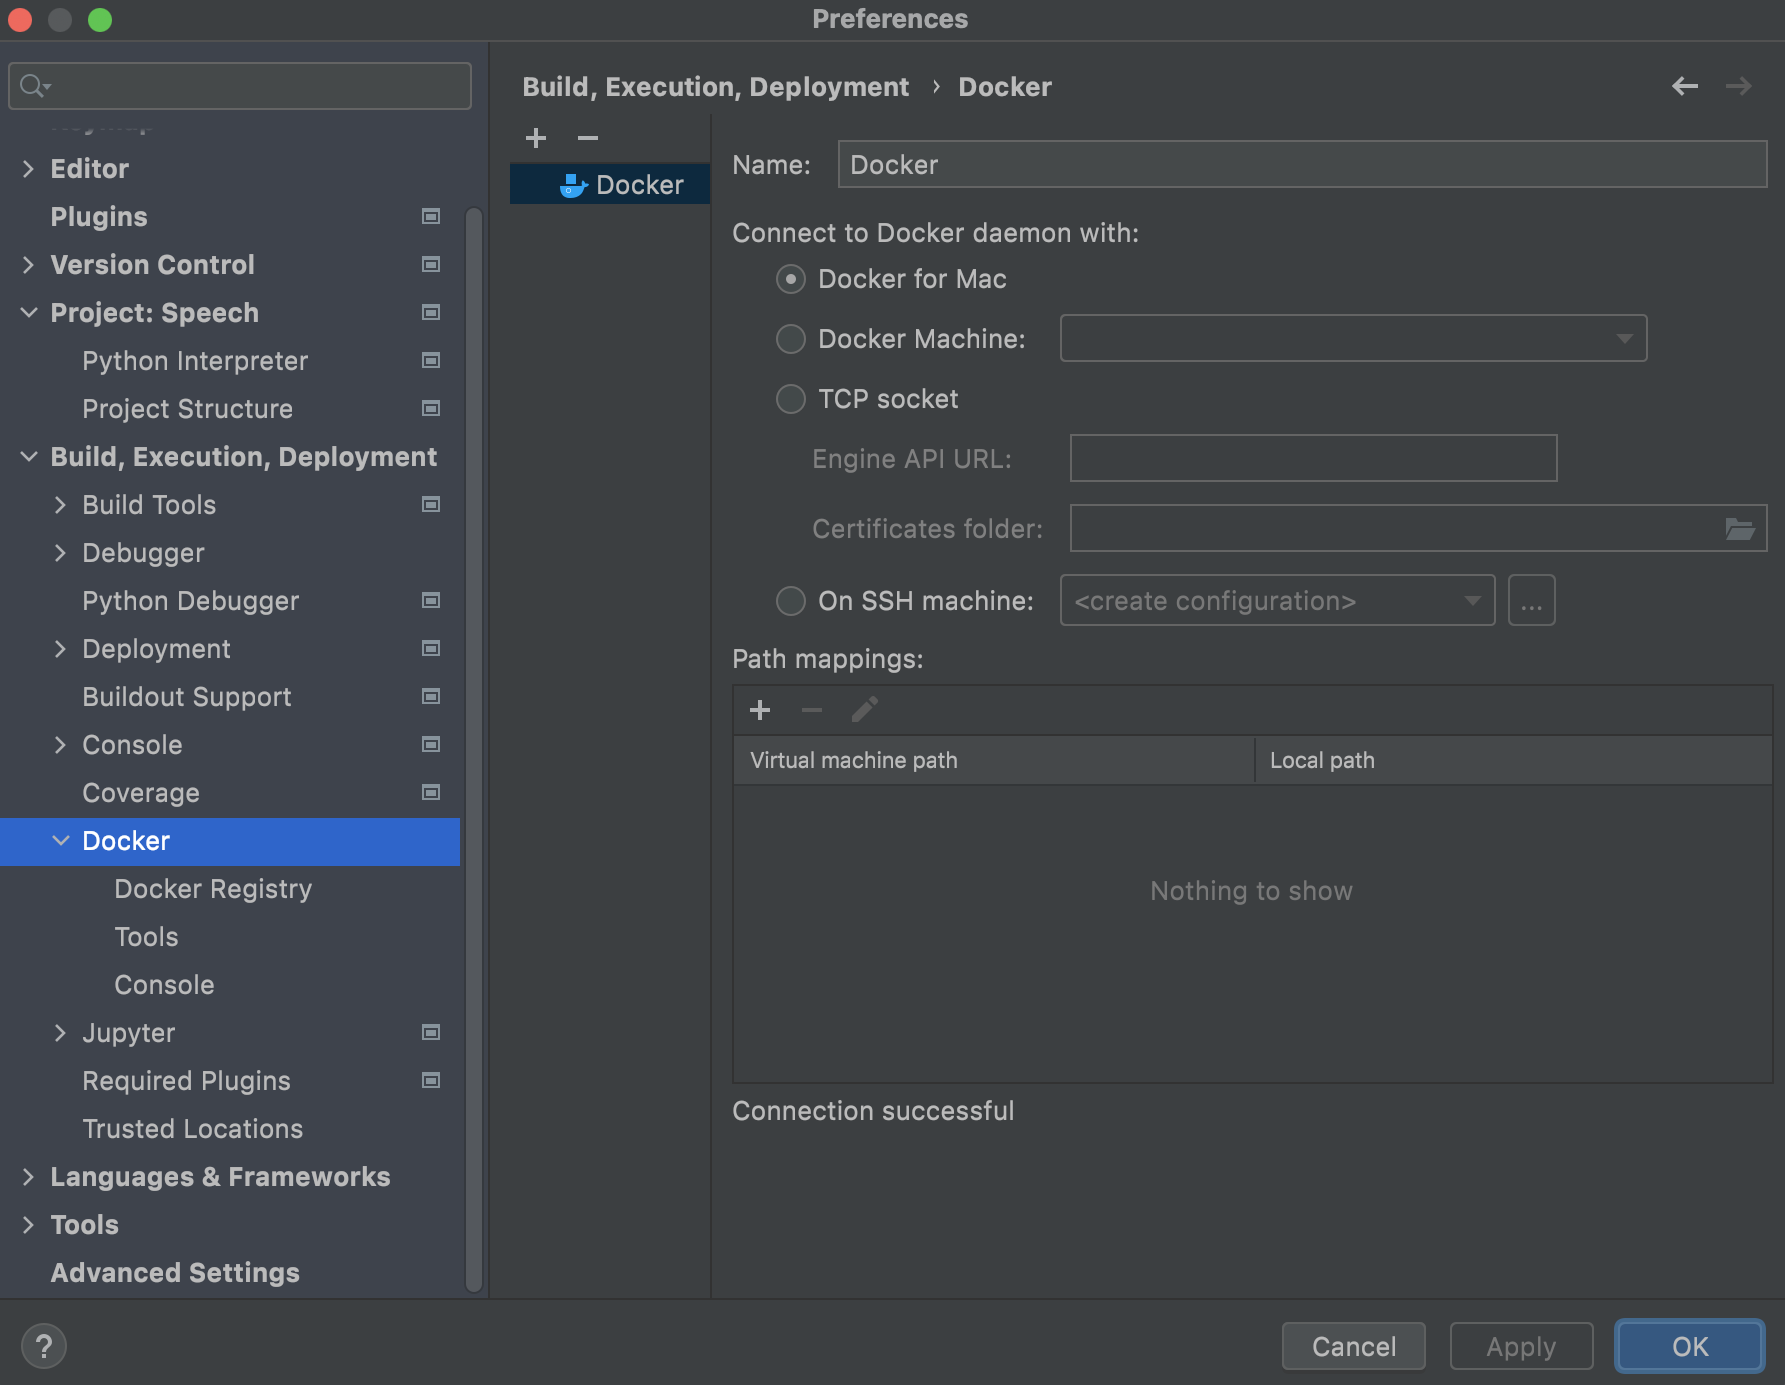 Preferences
Editor
Plugins
Version Control
Project: Speech
Python Interpreter
Project Structure
Build, Execution, Deployment
Build Tools
Debugger
Python Debugger
Deployment
Buildout Support
Console
Coverage
Docker
Docker Registry
Tools
Console
Jupyter
Required Plugins
Trusted Locations
Languages & Frameworks
Tools
Advanced Settings
Build, Execution, Deployment › Docker
Docker
Name: Docker
Connect to Docker daemon with:
Docker for Mac
Docker Machine:
TCP socket
Engine API URL:
Certificates folder:
On SSH machine: <create configuration> ...
Path mappings:
Virtual machine path Local path
Nothing to show
Connection successful
? Cancel Apply OK